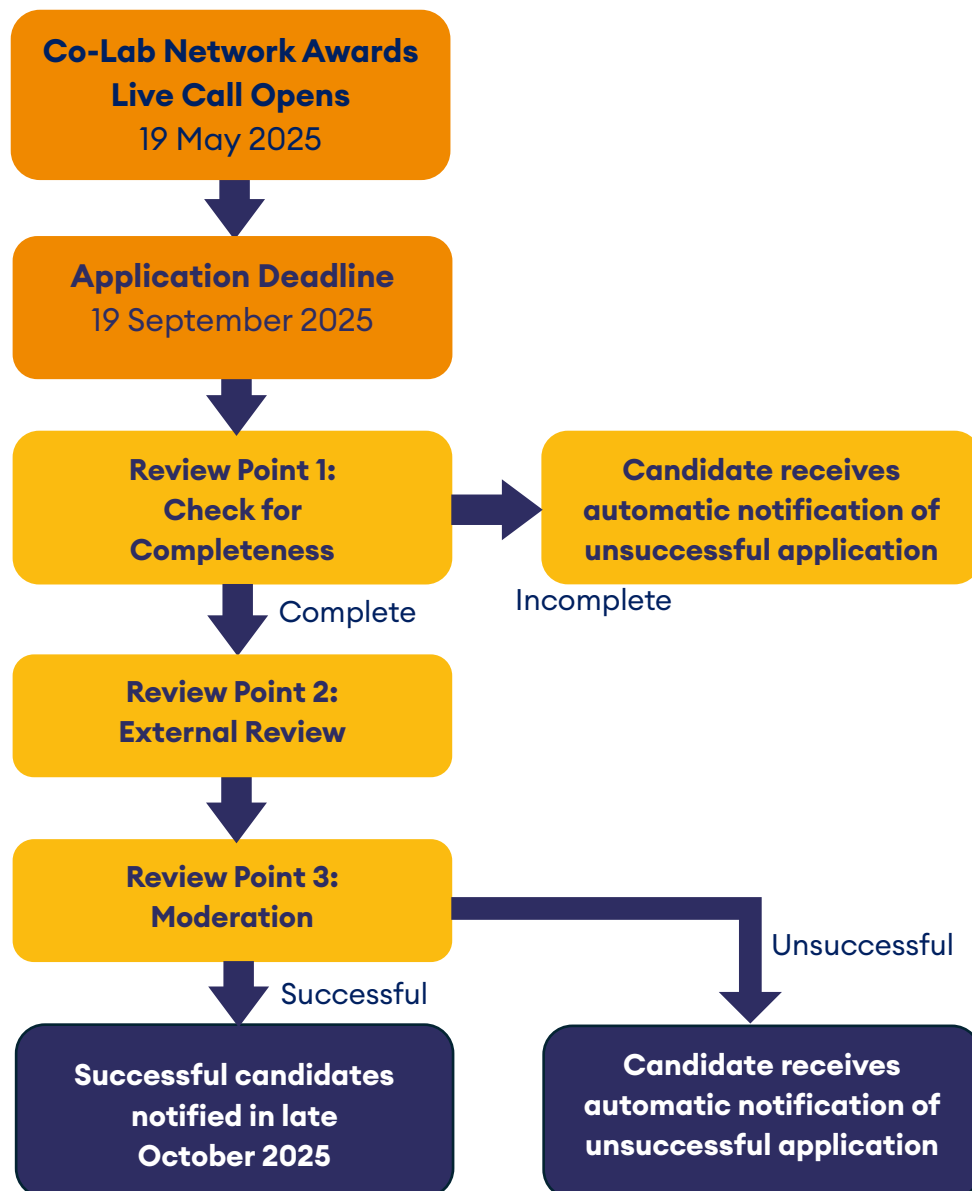 Co-Lab Network Awards
Live Call Opens
19 May 2025
Application Deadline
19 September 2025
Review Point 1:
Check for
Completeness
Candidate receives
automatic notification of
unsuccessful application
Complete
Incomplete
Review Point 2:
External Review
Review Point 3:
Moderation
Unsuccessful
Successful
Successful candidates
notified in late
October 2025
Candidate receives
automatic notification of
unsuccessful application